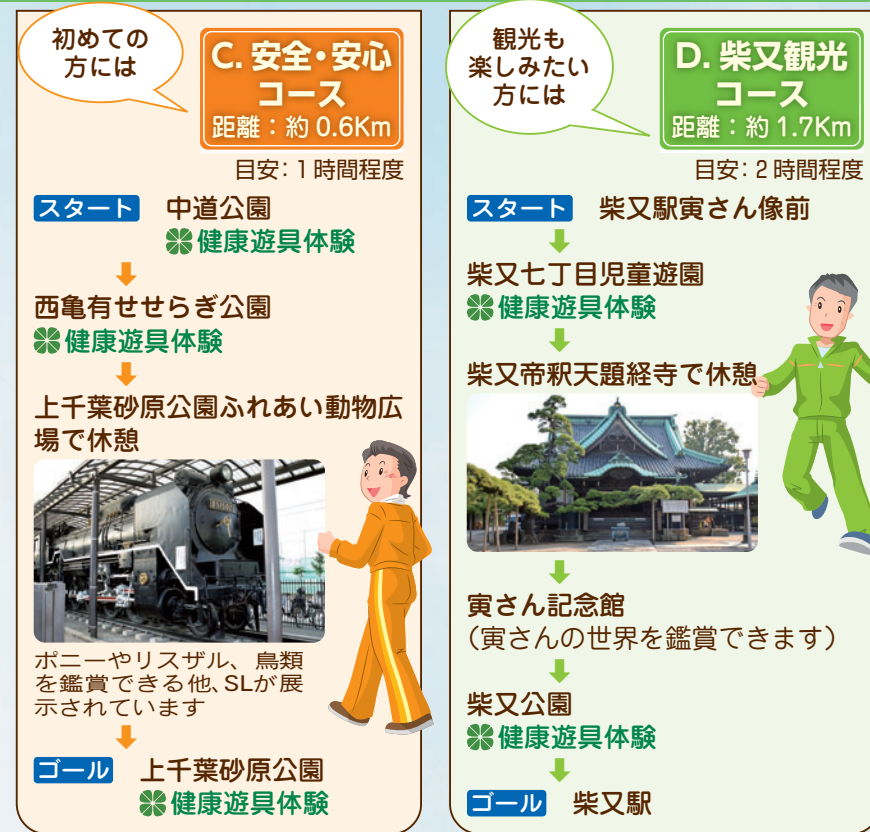 初めての
方には
C. 安全・安心
コース
距離：約 0.6Km
目安：1 時間程度
スタート 中道公園
健康遊具体験
西亀有せせらぎ公園
健康遊具体験
上千葉砂原公園ふれあい動物広
場で休憩
ポニーやリスザル、鳥類
を鑑賞できる他、SLが展
示されています
ゴール 上千葉砂原公園
健康遊具体験
観光も
楽しみたい
方には
D. 柴又観光
コース
距離：約 1.7Km
目安：2 時間程度
スタート 柴又駅寅さん像前
柴又七丁目児童遊園
健康遊具体験
柴又帝釈天題経寺で休憩
寅さん記念館
（寅さんの世界を鑑賞できます）
柴又公園
健康遊具体験
ゴール 柴又駅